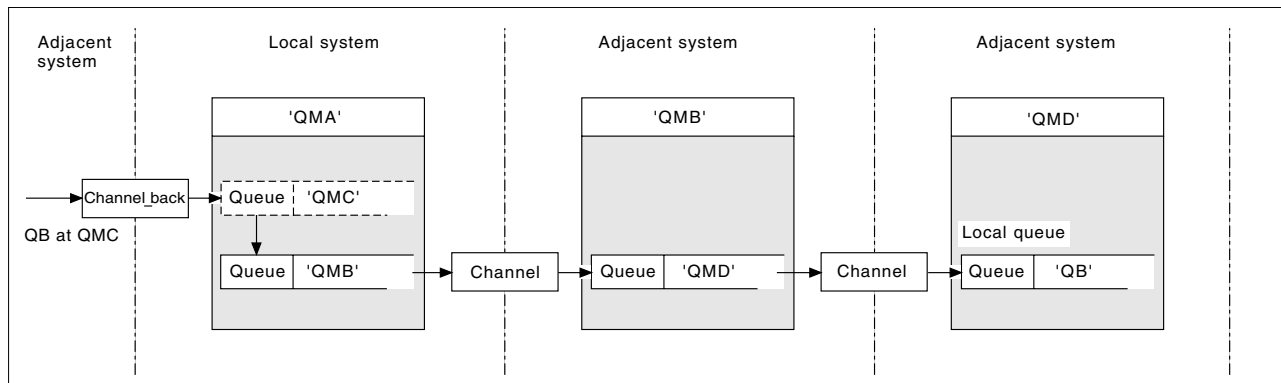 Adjacent
system
Local system
Adjacent system
Adjacent system
'QMA'
'QMB'
'QMD'
Channel_back
Queue 'QMC'
QB at QMC
Local queue
Queue 'QMB'
Channel
Queue 'QMD'
Channel
Queue 'QB'